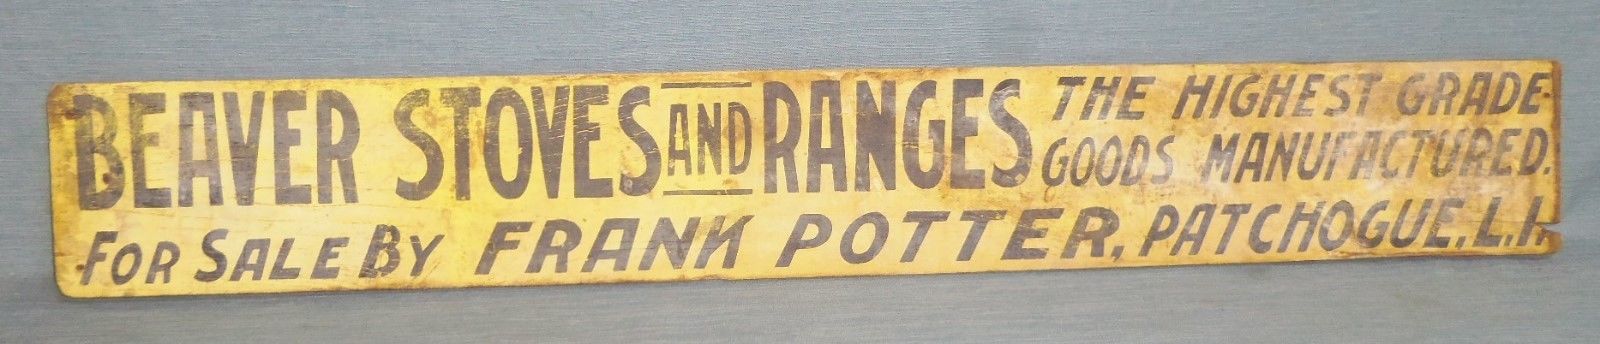 BEAVER STOVES AND RANGES
THE HIGHEST GRADE
GOODS MANUFACTURED.
FOR SALE BY FRANK POTTER, PATCHOGUE, L.I.